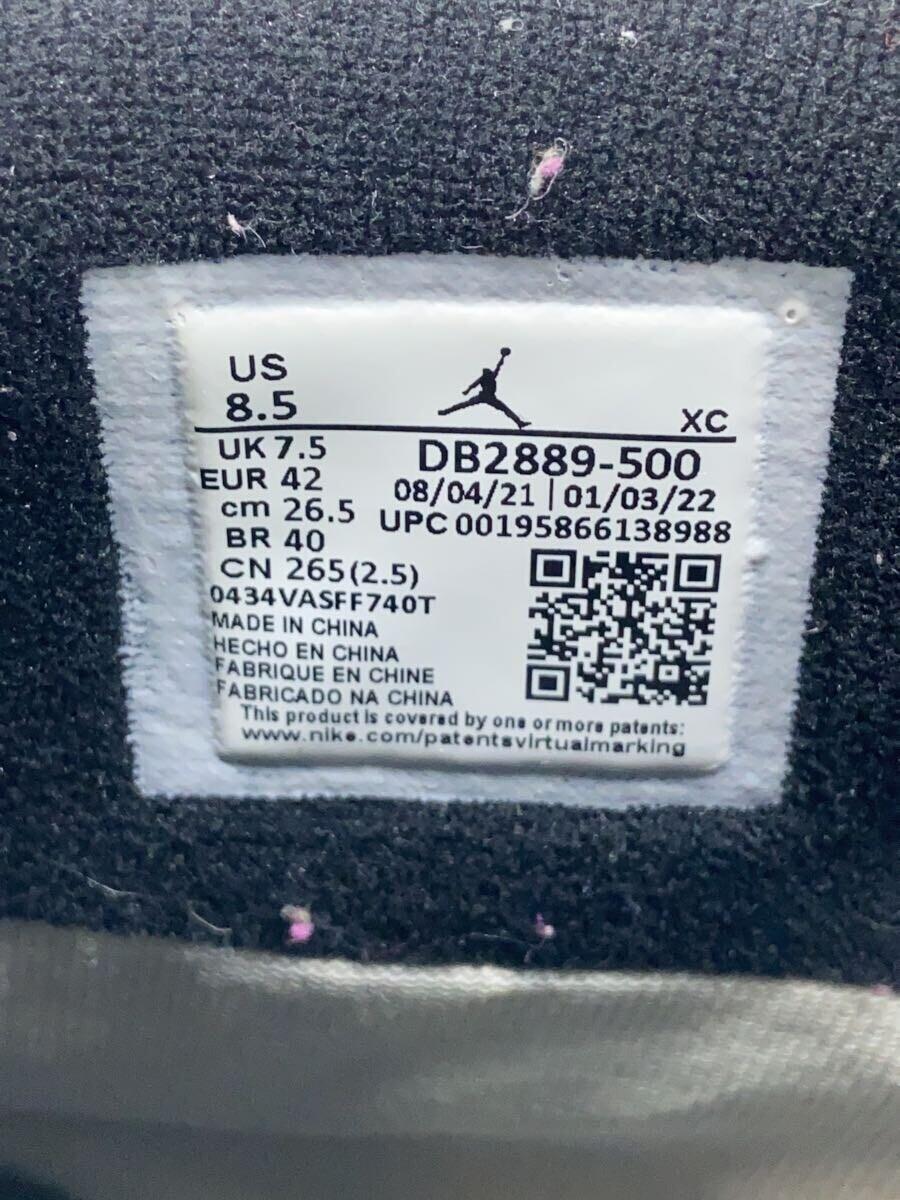 US
8.5
XC
UK 7.5
EUR 42
cm 26.5
BR 40
CN 265(2.5)
DB2889-500
08/04/21 | 01/03/22
UPC 00195866138988
0434VASFF740T
MADE IN CHINA
HECHO EN CHINA
FABRIQUE EN CHINE
FABRICADO NA CHINA
This product is covered by one or more patents:
www.nike.com/patentsvirtualmarking